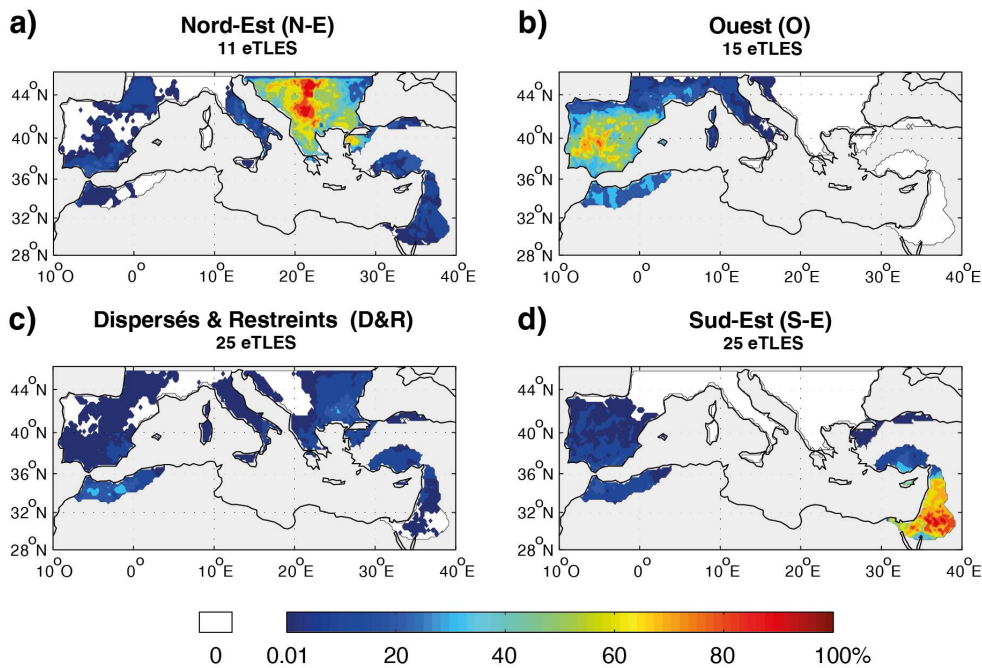 a)
Nord-Est (N-E)
11 eTLES
44°N
40°N
36°N
32°N
28°N
10°O 0° 10°E 20°E 30°E 40°E
b)
Ouest (O)
15 eTLES
44°N
40°N
36°N
32°N
28°N
10°O 0° 10°E 20°E 30°E 40°E
c)
Dispersés & Restreints (D&R)
25 eTLES
44°N
40°N
36°N
32°N
28°N
10°O 0° 10°E 20°E 30°E 40°E
d)
Sud-Est (S-E)
25 eTLES
44°N
40°N
36°N
32°N
28°N
10°O 0° 10°E 20°E 30°E 40°E
0 0.01 20 40 60 80 100%